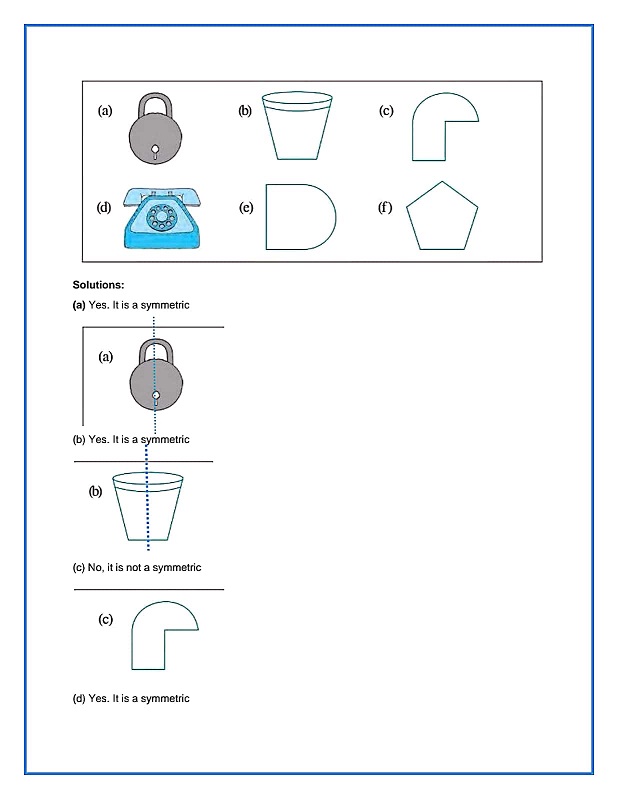 (a) (b) (c)
(d) (e) (f)
Solutions:
(a) Yes. It is a symmetric
(a)
(b) Yes. It is a symmetric
(b)
(c) No, it is not a symmetric
(c)
(d) Yes. It is a symmetric